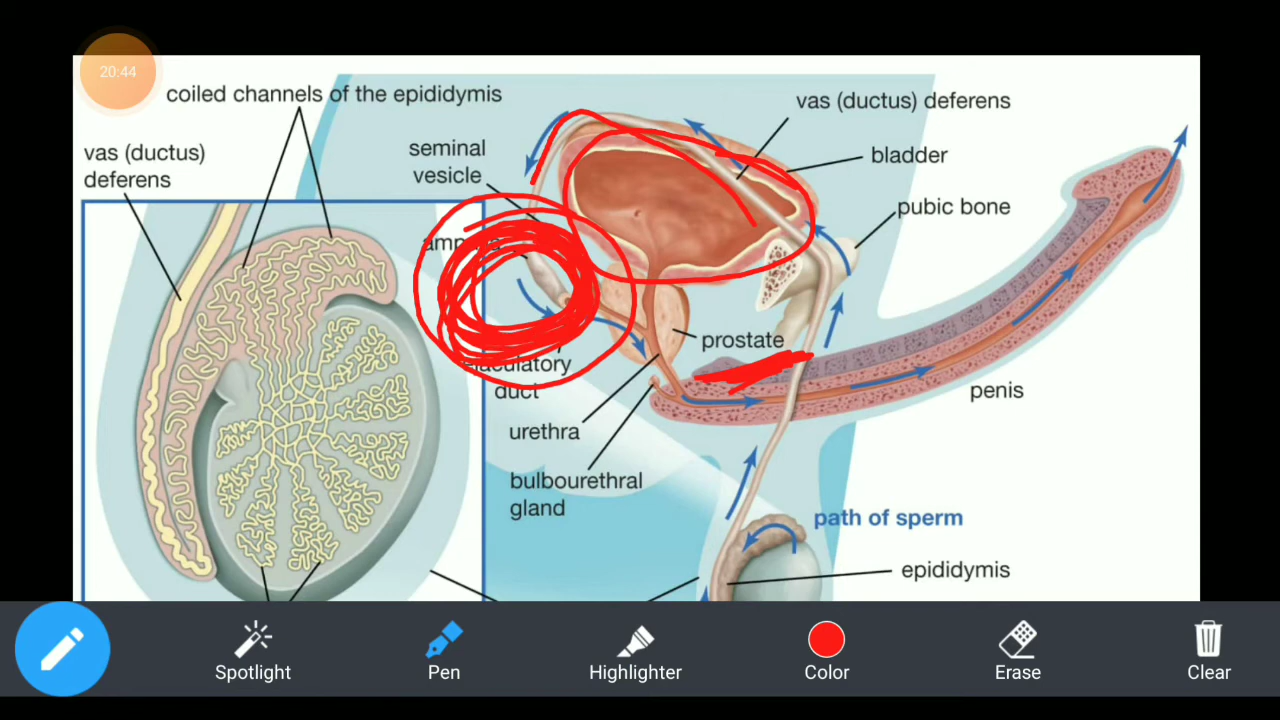 20:44
coiled channels of the epididymis
vas (ductus) deferens
vas (ductus)
deferens
seminal
vesicle
bladder
pubic bone
prostate
duct
penis
urethra
bulbourethral
gland
path of sperm
epididymis
Spotlight
Pen
Highlighter
Color
Erase
Clear